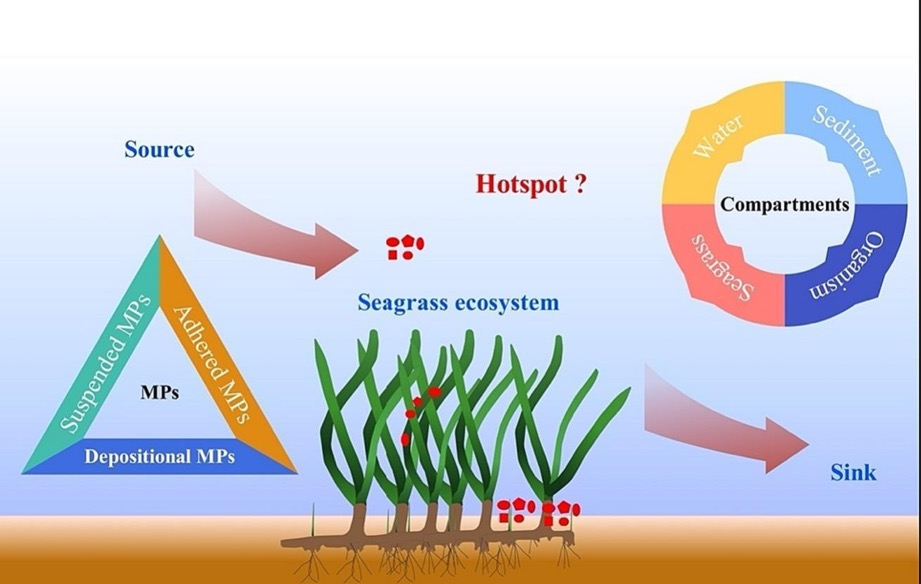 Source
Hotspot ?
Water
Sediment
Compartments
Seagrass
Organism
Seagrass ecosystem
Suspended MPs
Adhered MPs
MPs
Depositional MPs
Sink